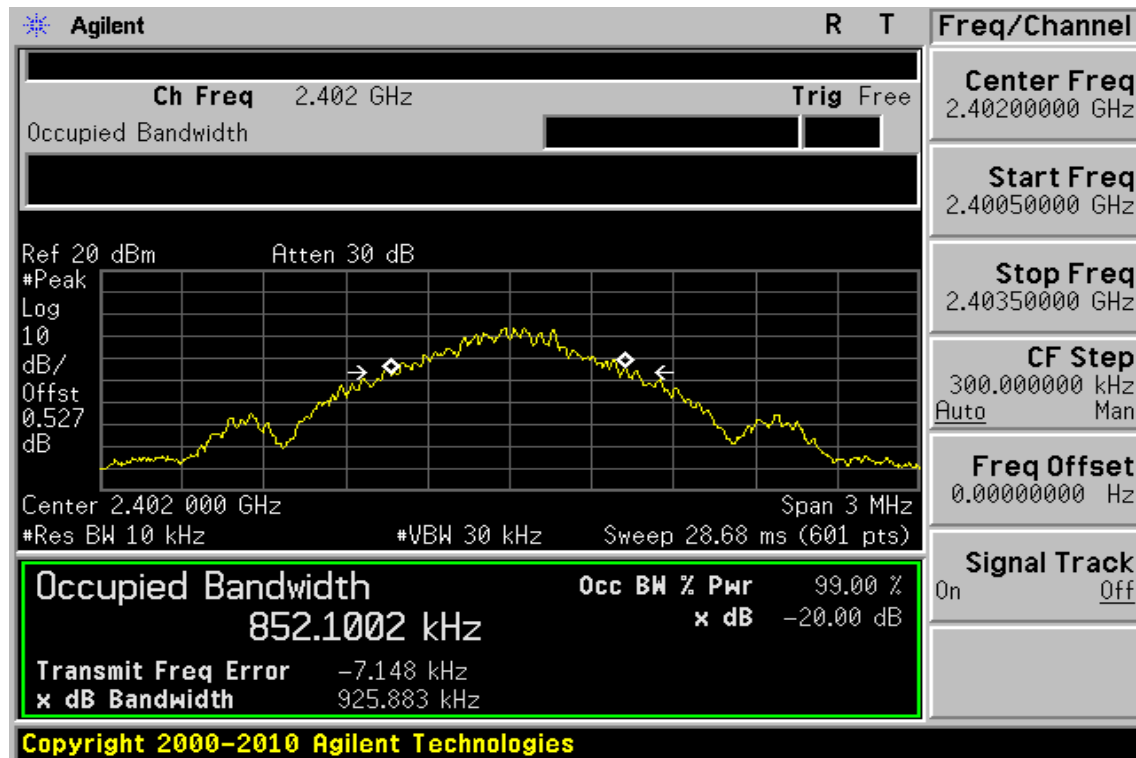 Agilent R T
Ch Freq 2.402 GHz Trig Free
Occupied Bandwidth
Ref 20 dBm Atten 30 dB
#Peak
Log
10
dB/
Offst
0.527
dB
Center 2.402 000 GHz Span 3 MHz
#Res BW 10 kHz #VBW 30 kHz Sweep 28.68 ms (601 pts)
Occupied Bandwidth Occ BW % Pwr 99.00 %
852.1002 kHz x dB -20.00 dB
Transmit Freq Error -7.148 kHz
x dB Bandwidth 925.883 kHz
Copyright 2000-2010 Agilent Technologies
Freq/Channel
Center Freq
2.40200000 GHz
Start Freq
2.40050000 GHz
Stop Freq
2.40350000 GHz
CF Step
300.000000 kHz
Auto Man
Freq Offset
0.00000000 Hz
Signal Track
On Off